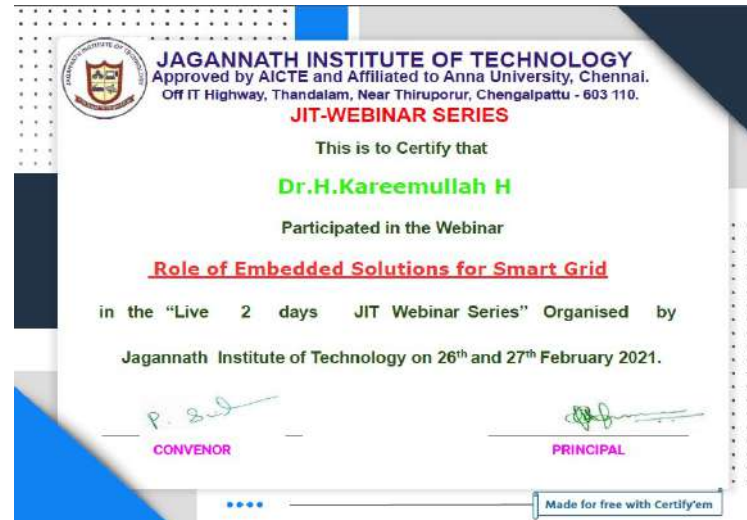 JAGANNATH INSTITUTE OF TECHNOLOGY
Approved by AICTE and Affiliated to Anna University, Chennai.
Off IT Highway, Thandalam, Near Thiruporur, Chengalpattu - 603 110.
JIT-WEBINAR SERIES
This is to Certify that
Dr.H.Kareemullah H
Participated in the Webinar
Role of Embedded Solutions for Smart Grid
in the “Live 2 days JIT Webinar Series” Organised by
Jagannath Institute of Technology on 26th and 27th February 2021.
CONVENOR
PRINCIPAL
Made for free with Certify'em